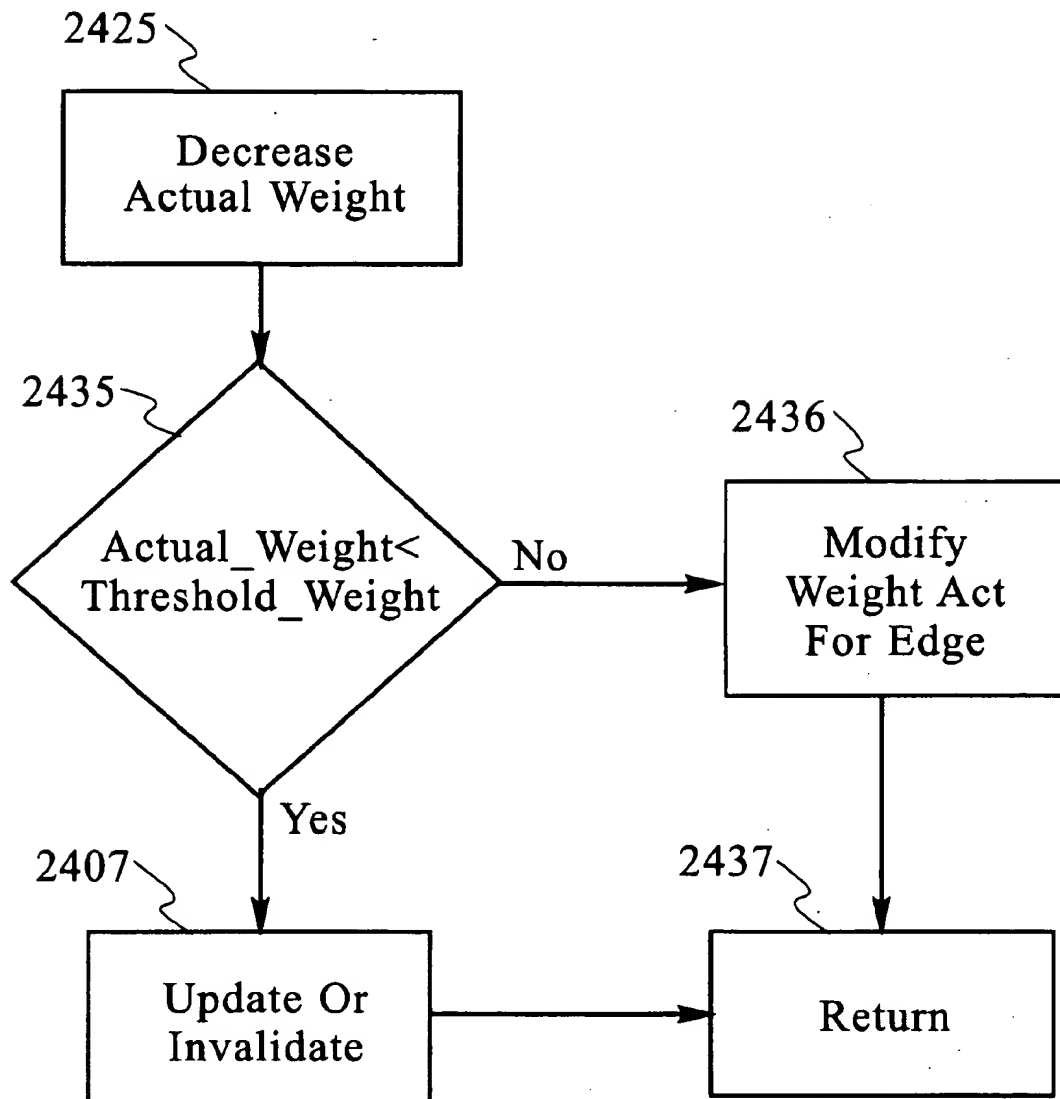 2425
Decrease
Actual Weight
2435
2436
Actual_Weight<
Threshold_Weight
No
Modify
Weight Act
For Edge
Yes
2407
2437
Update Or
Invalidate
Return